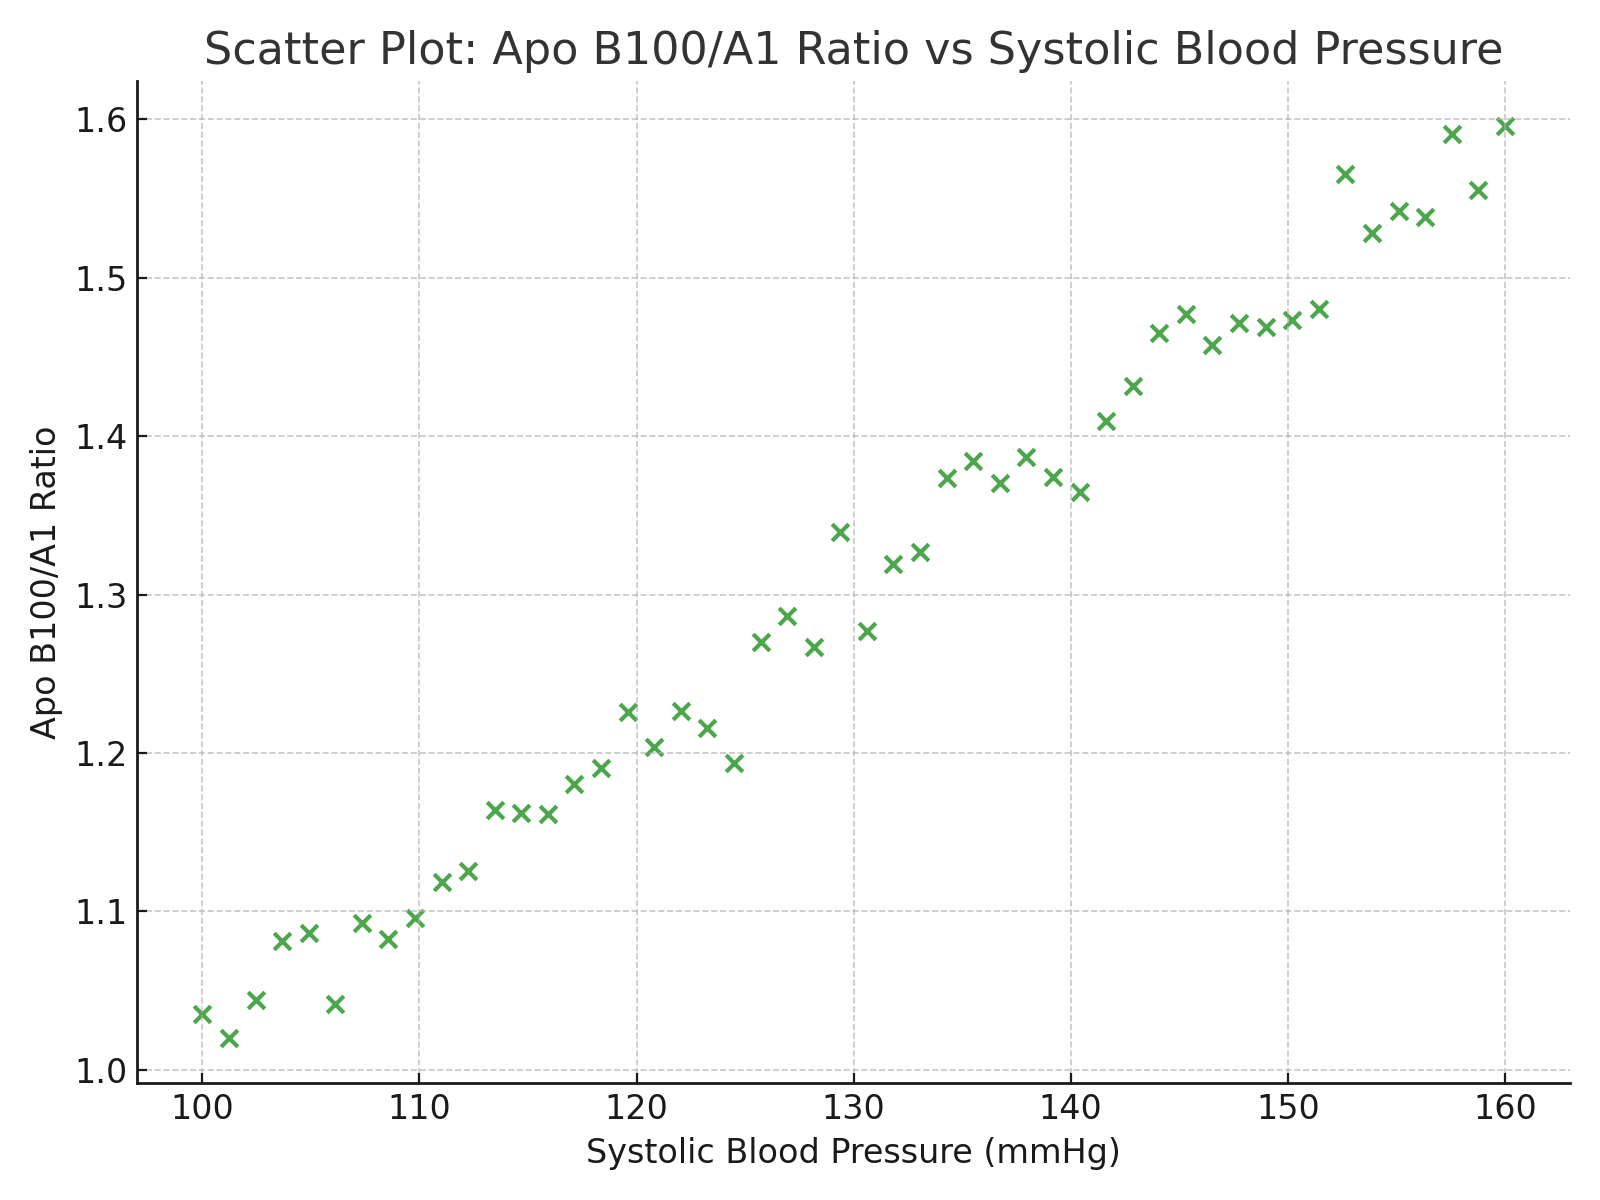 Scatter Plot: Apo B100/A1 Ratio vs Systolic Blood Pressure
1.6
1.5
1.4
1.3
1.2
1.1
1.0
Apo B100/A1 Ratio
100 110 120 130 140 150 160
Systolic Blood Pressure (mmHg)